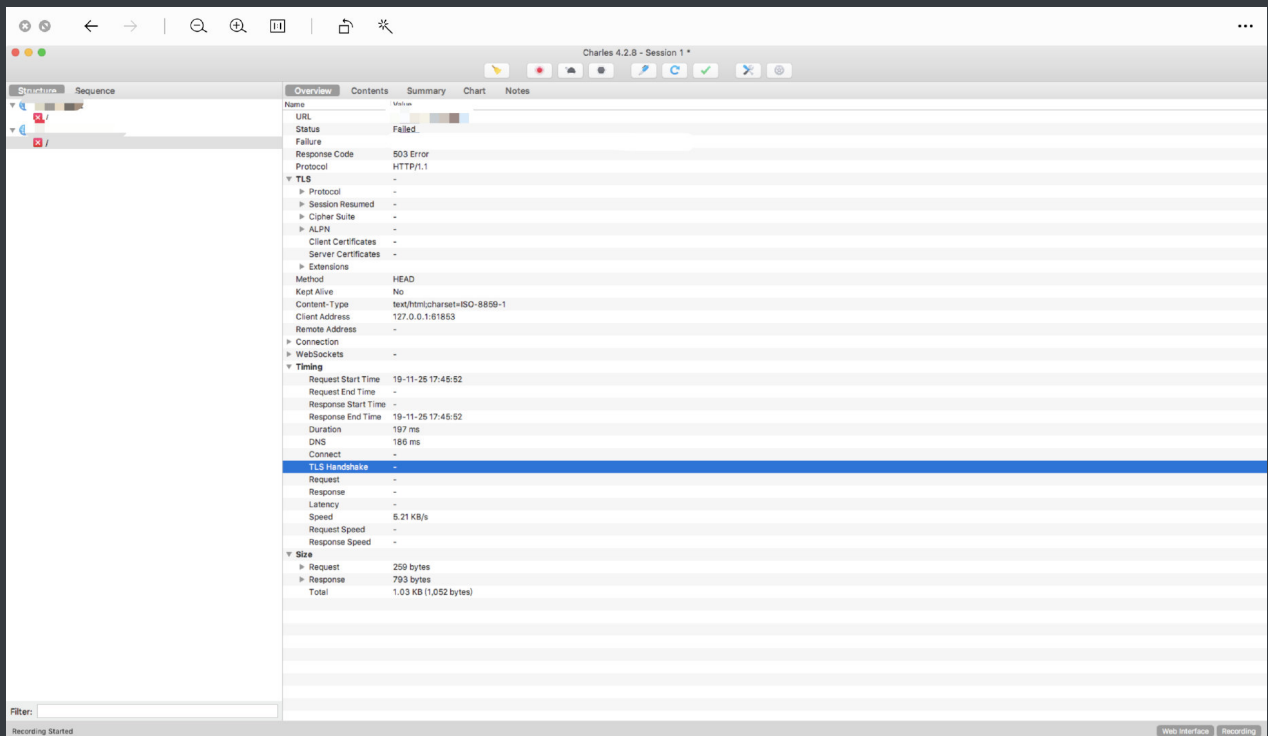 Charles 4.2.8 - Session 1 *
Structure Sequence
Overview Contents Summary Chart Notes
Name Value
/
/
URL
Status Failed
Failure
Response Code 503 Error
Protocol HTTP/1.1
TLS -
Protocol -
Session Resumed -
Cipher Suite -
ALPN -
Client Certificates -
Server Certificates -
Extensions
Method HEAD
Kept Alive No
Content-Type text/html;charset=ISO-8859-1
Client Address 127.0.0.1:61853
Remote Address -
Connection
WebSockets -
Timing
Request Start Time 19-11-25 17:45:52
Request End Time -
Response Start Time -
Response End Time 19-11-25 17:45:52
Duration 197 ms
DNS 186 ms
Connect -
TLS Handshake -
Request -
Response -
Latency -
Speed 5.21 KB/s
Request Speed -
Response Speed -
Size
Request 259 bytes
Response 793 bytes
Total 1.03 KB (1,052 bytes)
Filter:
Recording Started
Web Interface Recording